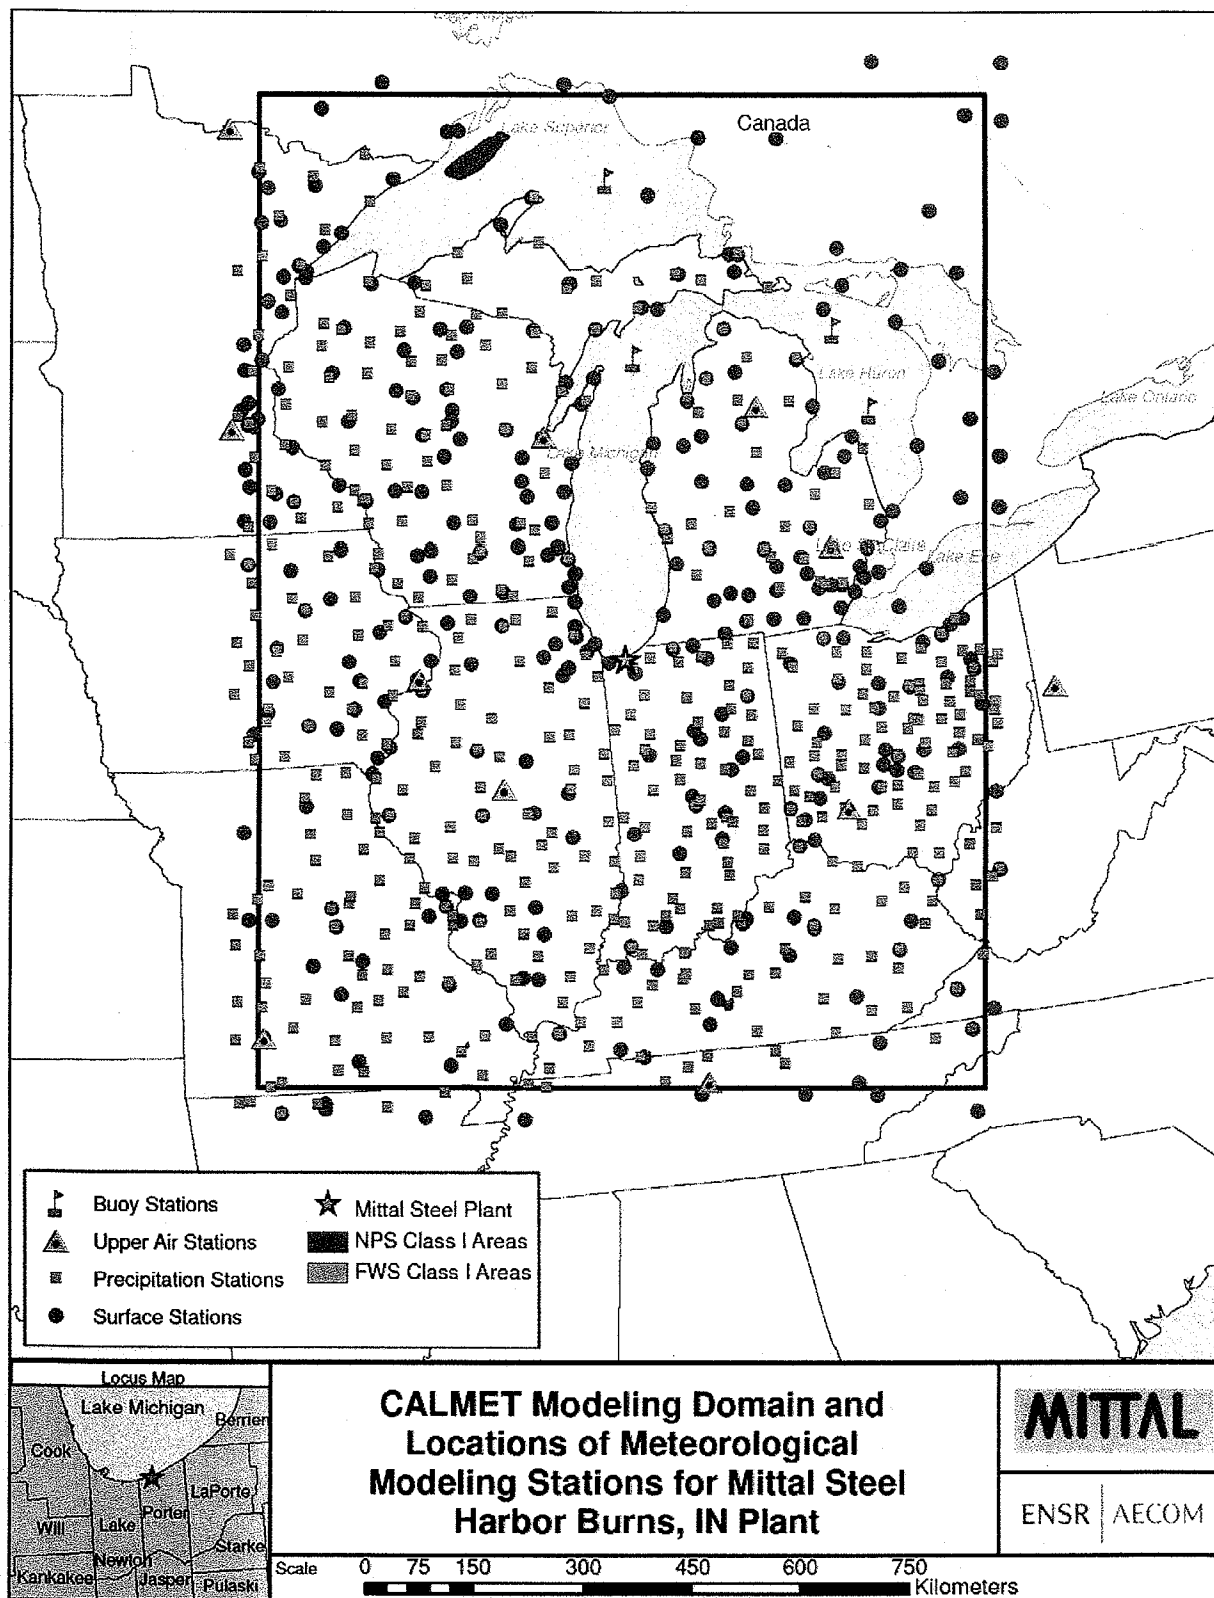 Lake Nipigon
Canada
Lake Superior
Lake Huron
Lake Ontario
Lake Michigan
Lake St. Claire
Lake Erie
Buoy Stations
Upper Air Stations
Precipitation Stations
Surface Stations
Mittal Steel Plant
NPS Class I Areas
FWS Class I Areas
Locus Map
Lake Michigan
Berrien
Cook
LaPorte
Porter
Will
Lake
Starke
Newton
Kankakee
Jasper
Pulaski
CALMET Modeling Domain and
Locations of Meteorological
Modeling Stations for Mittal Steel
Harbor Burns, IN Plant
MITTAL
ENSR AECOM
Scale
0 75 150 300 450 600 750
Kilometers